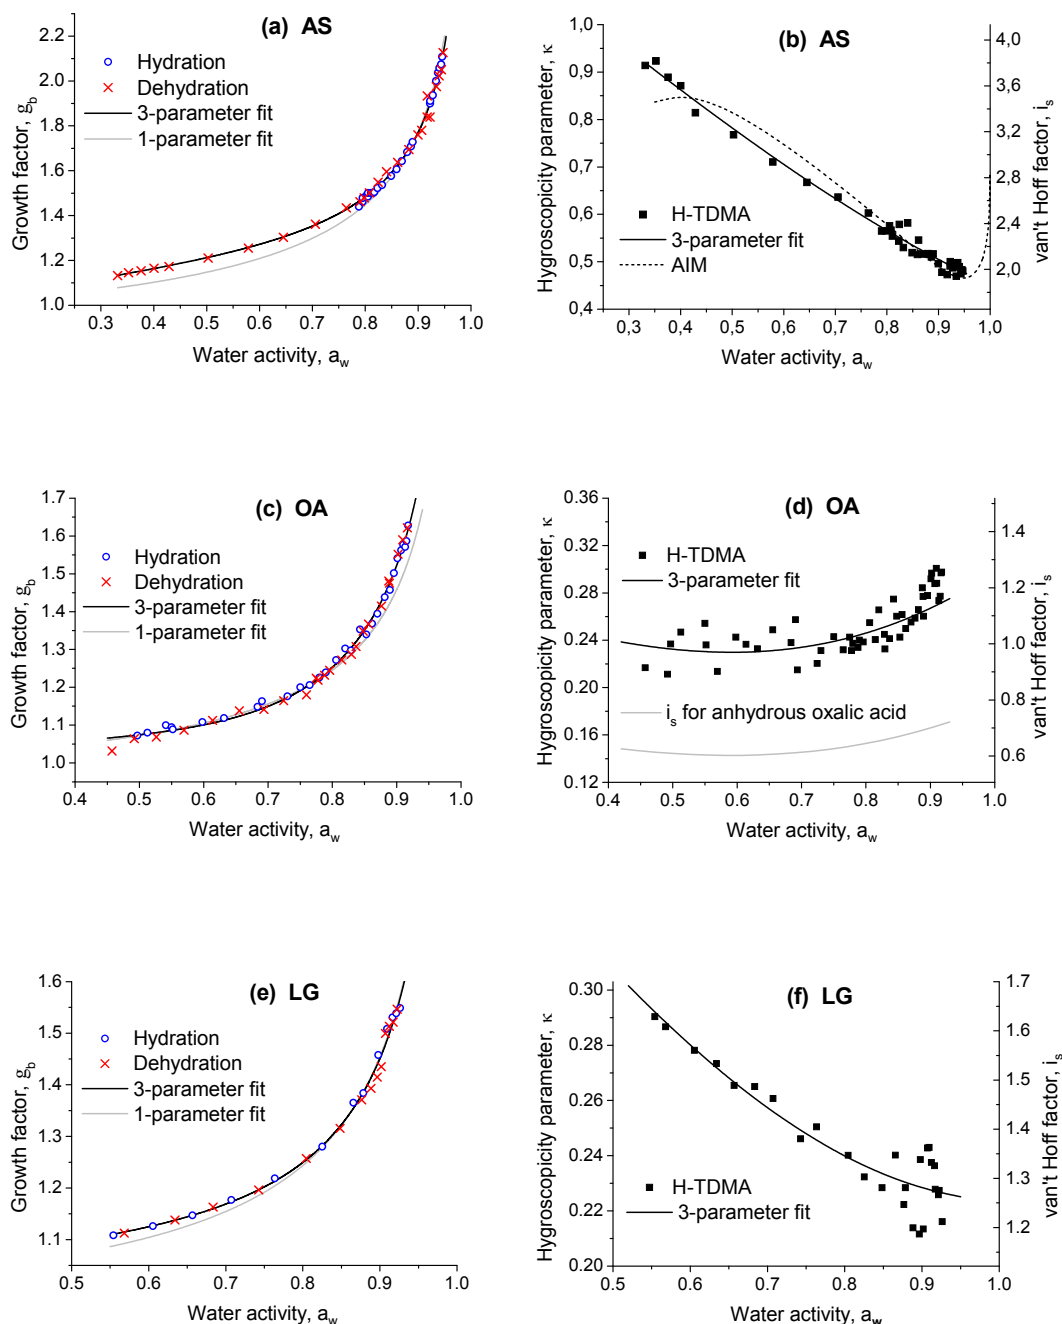 (a) AS
Growth factor, g_b
2.2
2.0
1.8
1.6
1.4
1.2
1.0
Hydration
Dehydration
3-parameter fit
1-parameter fit
0.3 0.4 0.5 0.6 0.7 0.8 0.9 1.0
Water activity, a_w
(b) AS
Hygroscopicity parameter, κ
1,0
0,9
0,8
0,7
0,6
0,5
0,4
H-TDMA
3-parameter fit
AIM
0,3 0,4 0,5 0,6 0,7 0,8 0,9 1,0
Water activity, a_w
4.0
3.6
3.2
2.8
2.4
2.0
van't Hoff factor, i_s
(c) OA
Growth factor, g_b
1.7
1.6
1.5
1.4
1.3
1.2
1.1
1.0
Hydration
Dehydration
3-parameter fit
1-parameter fit
0.4 0.5 0.6 0.7 0.8 0.9 1.0
Water activity, a_w
(d) OA
Hygroscopicity parameter, κ
0.36
0.32
0.28
0.24
0.20
0.16
0.12
H-TDMA
3-parameter fit
i_s for anhydrous oxalic acid
0.4 0.5 0.6 0.7 0.8 0.9 1.0
Water activity, a_w
1.4
1.2
1.0
0.8
0.6
van't Hoff factor, i_s
(e) LG
Growth factor, g_b
1.6
1.5
1.4
1.3
1.2
1.1
Hydration
Dehydration
3-parameter fit
1-parameter fit
0.5 0.6 0.7 0.8 0.9 1.0
Water activity, a_w
(f) LG
Hygroscopicity parameter, κ
0.30
0.28
0.26
0.24
0.22
0.20
H-TDMA
3-parameter fit
0.5 0.6 0.7 0.8 0.9 1.0
Water activity, a_w
1.7
1.6
1.5
1.4
1.3
1.2
van't Hoff factor, i_s